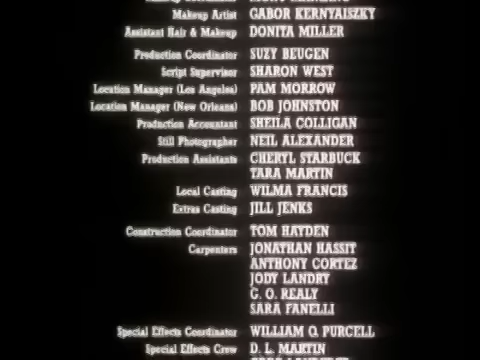 Makeup Artist GABOR KERNYAISZKY
Assistant Hair & Makeup DONITA MILLER
Production Coordinator SUZY BEUGEN
Script Supervisor SHARON WEST
Location Manager (Los Angeles) PAM MORROW
Location Manager (New Orleans) BOB JOHNSTON
Production Accountant SHEILA COLLIGAN
Still Photographer NEIL ALEXANDER
Production Assistants CHERYL STARBUCK
TARA MARTIN
Local Casting WILMA FRANCIS
Extras Casting JILL JENKS
Construction Coordinator TOM HAYDEN
Carpenters JONATHAN HASSIT
ANTHONY CORTEZ
JODY LANDRY
G. O. REALY
SARA FANELLI
Special Effects Coordinator WILLIAM O. PURCELL
Special Effects Crew D. L. MARTIN